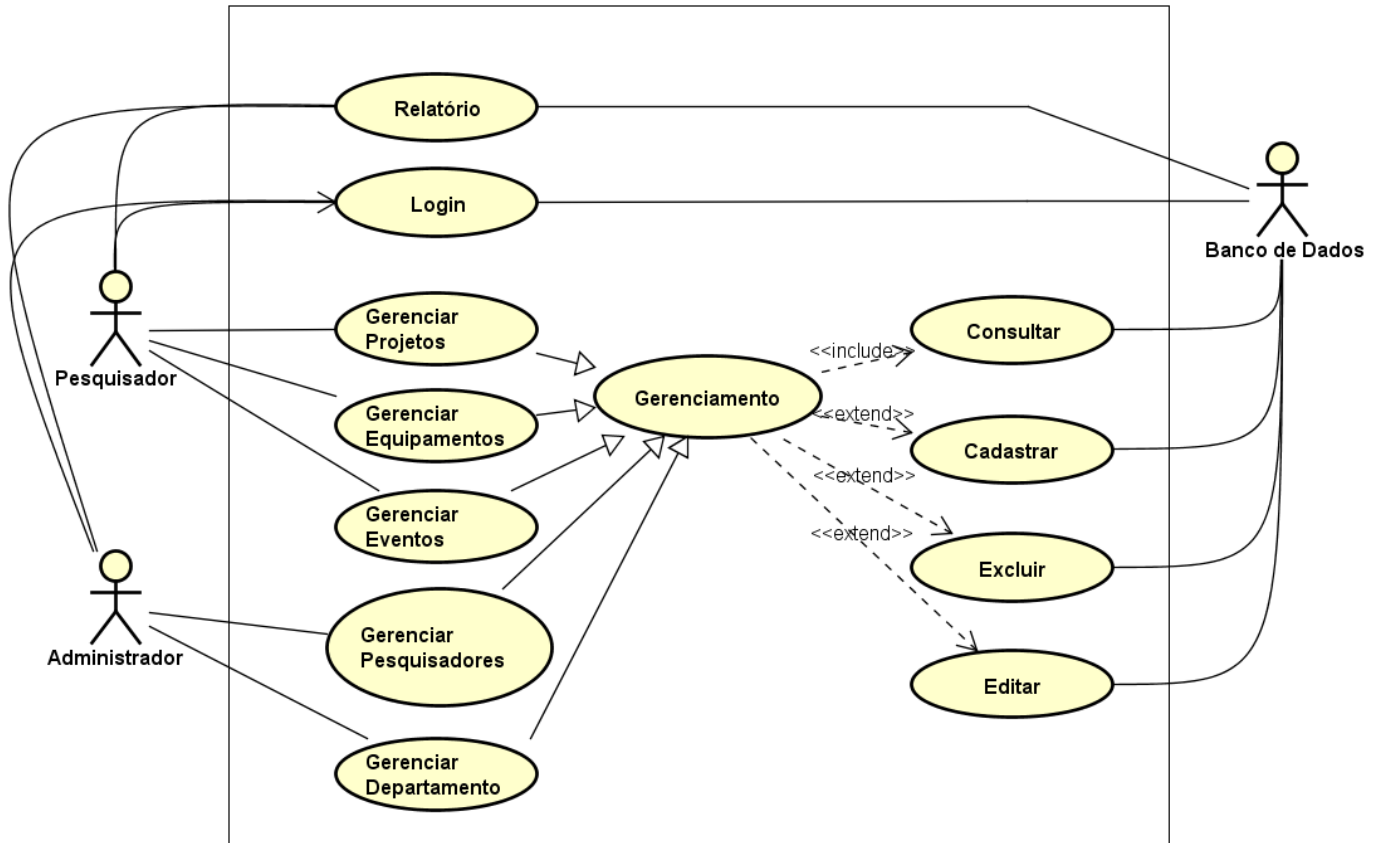 Relatório
Login
Banco de Dados
Gerenciar
Projetos
Consultar
<<include>>
Pesquisador
Gerenciamento
Gerenciar
Equipamentos
<<extend>>
Cadastrar
<<extend>>
Gerenciar
Eventos
<<extend>>
Excluir
Gerenciar
Pesquisadores
Administrador
Editar
Gerenciar
Departamento